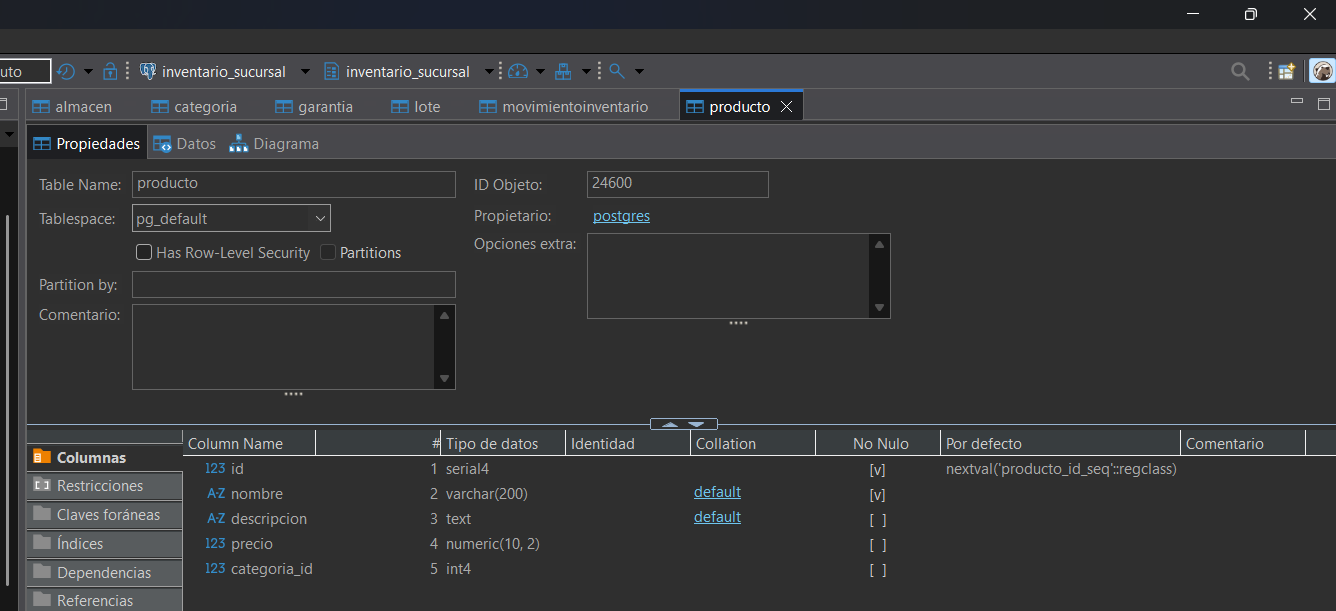 uto inventario_sucursal inventario_sucursal
almacen categoria garantia lote movimientoinventario producto
Propiedades Datos Diagrama
Table Name: producto ID Objeto: 24600
Tablespace: pg_default Propietario: postgres
Has Row-Level Security Partitions Opciones extra:
Partition by:
Comentario:
Column Name # Tipo de datos Identidad Collation No Nulo Por defecto Comentario
Columnas
Restricciones
Claves foráneas
Índices
Dependencias
Referencias
123 id 1 serial4 [v] nextval('producto_id_seq'::regclass)
A-Z nombre 2 varchar(200) default [v]
A-Z descripcion 3 text default [ ]
123 precio 4 numeric(10, 2) [ ]
123 categoria_id 5 int4 [ ]